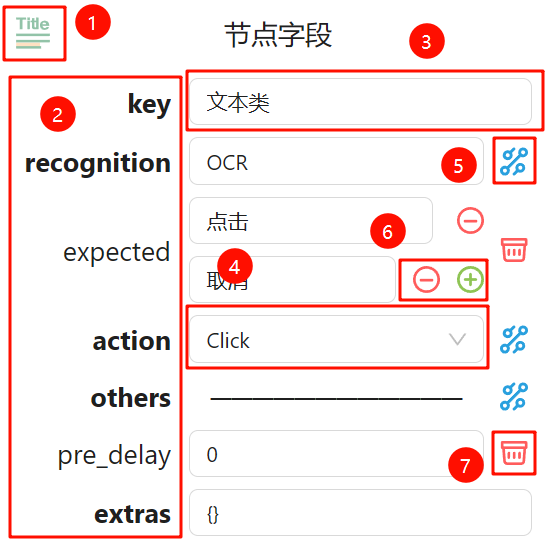 Title
1
节点字段
3
2
key
文本类
recognition
OCR
5
expected
点击
6
取消
4
action
Click
others
pre_delay
0
7
extras
{}